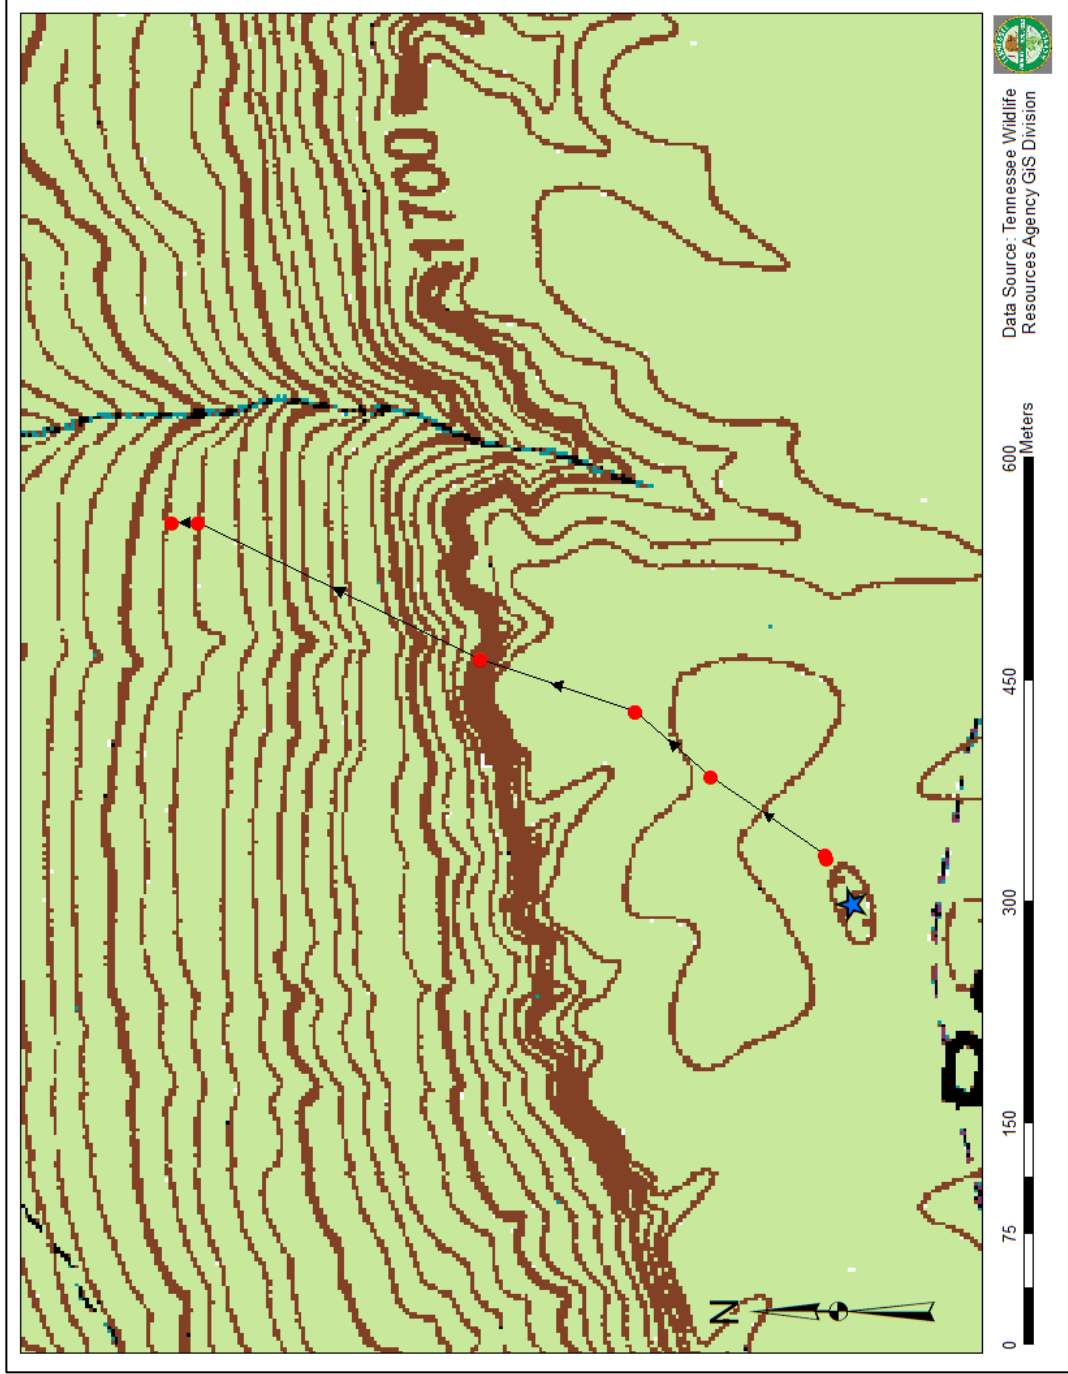 1700
N
0 75 150 300 450 600
Meters
Data Source: Tennessee Wildlife
Resources Agency GiS Division